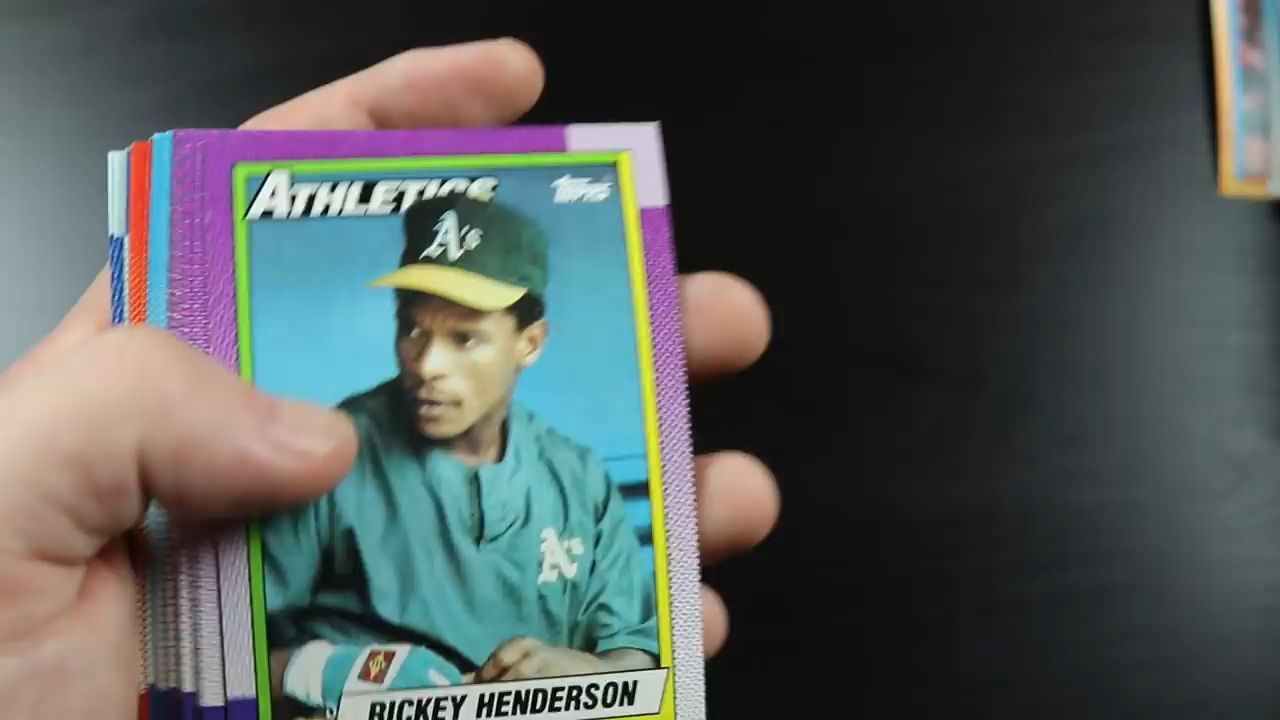 ATHLETICS
TOPPS
A's
A's
RICKEY HENDERSON